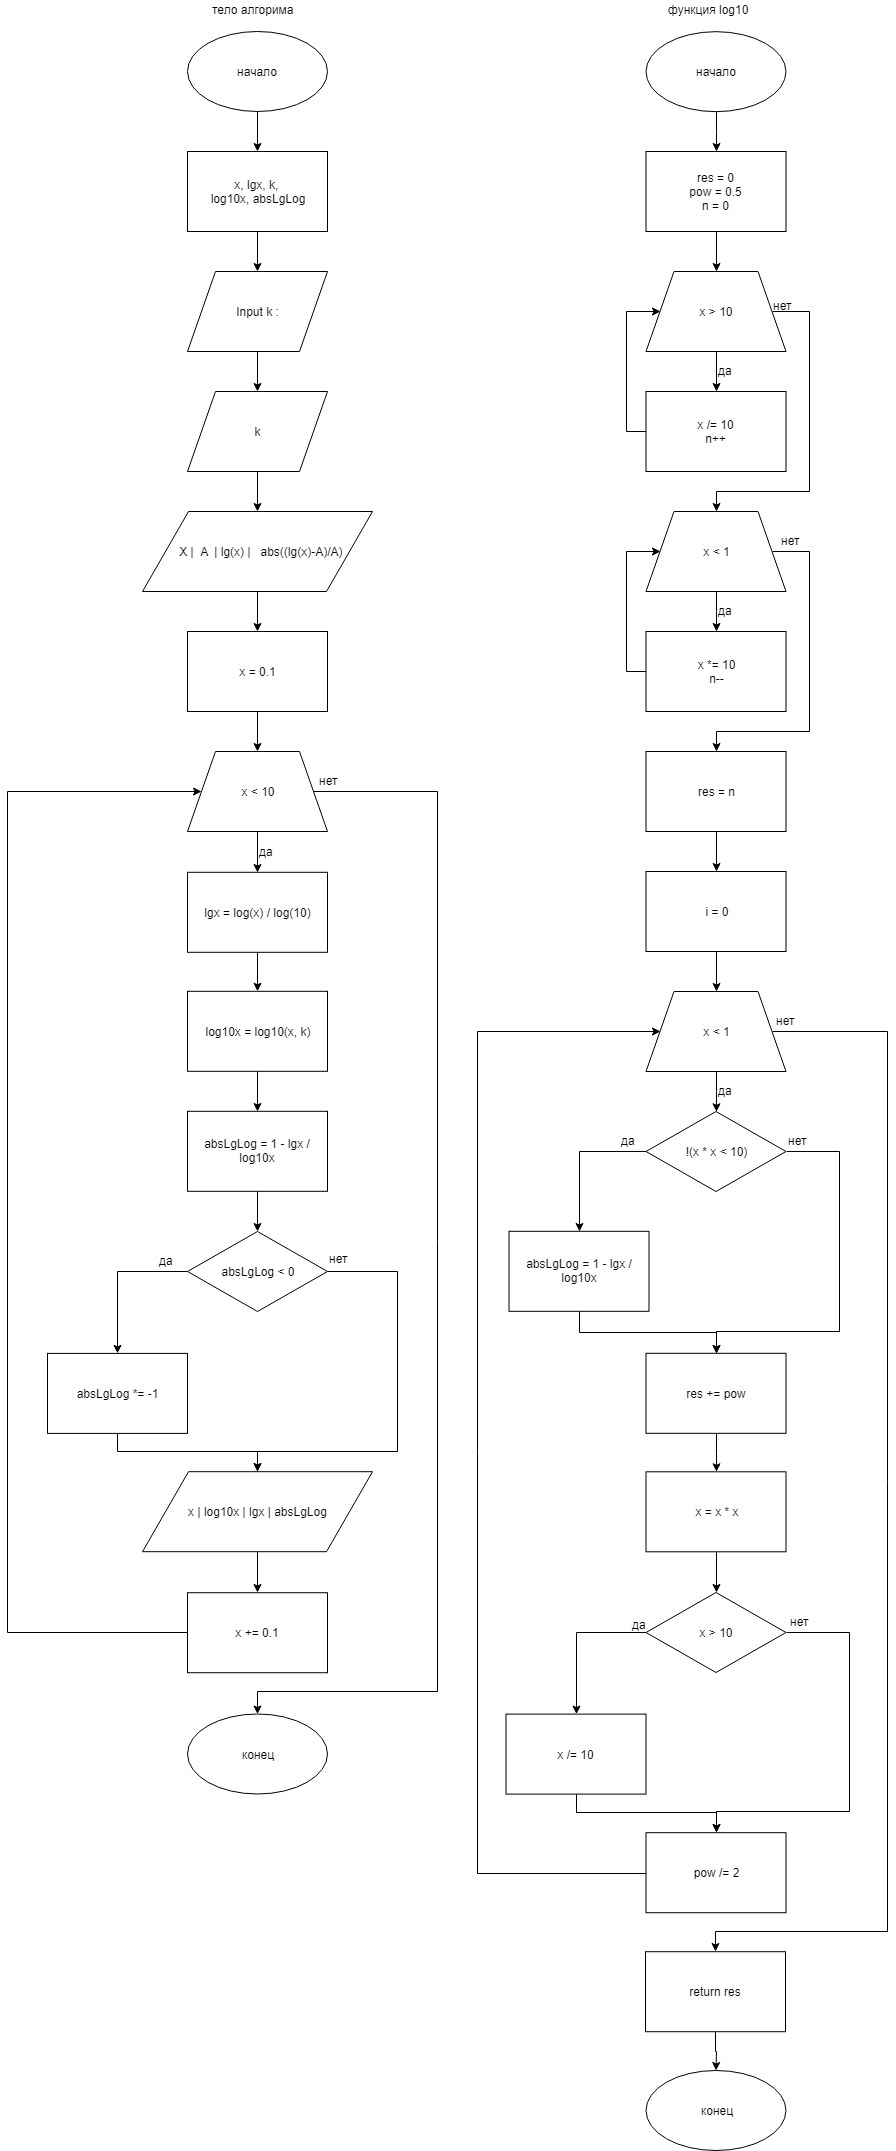 тело алгорима
начало
x, lgx, k,
log10x, absLgLog
Input k :
k
X | A | lg(x) | abs((lg(x)-A)/A)
x = 0.1
x < 10
нет
да
lgx = log(x) / log(10)
log10x = log10(x, k)
absLgLog = 1 - lgx /
log10x
absLgLog < 0
да
нет
absLgLog *= -1
x | log10x | lgx | absLgLog
x += 0.1
конец
функция log10
начало
res = 0
pow = 0.5
n = 0
x > 10
нет
да
x /= 10
n++
x < 1
нет
да
x *= 10
n--
res = n
i = 0
x < 1
нет
да
!(x * x < 10)
да
нет
absLgLog = 1 - lgx /
log10x
res += pow
x = x * x
x > 10
да
нет
x /= 10
pow /= 2
return res
конец